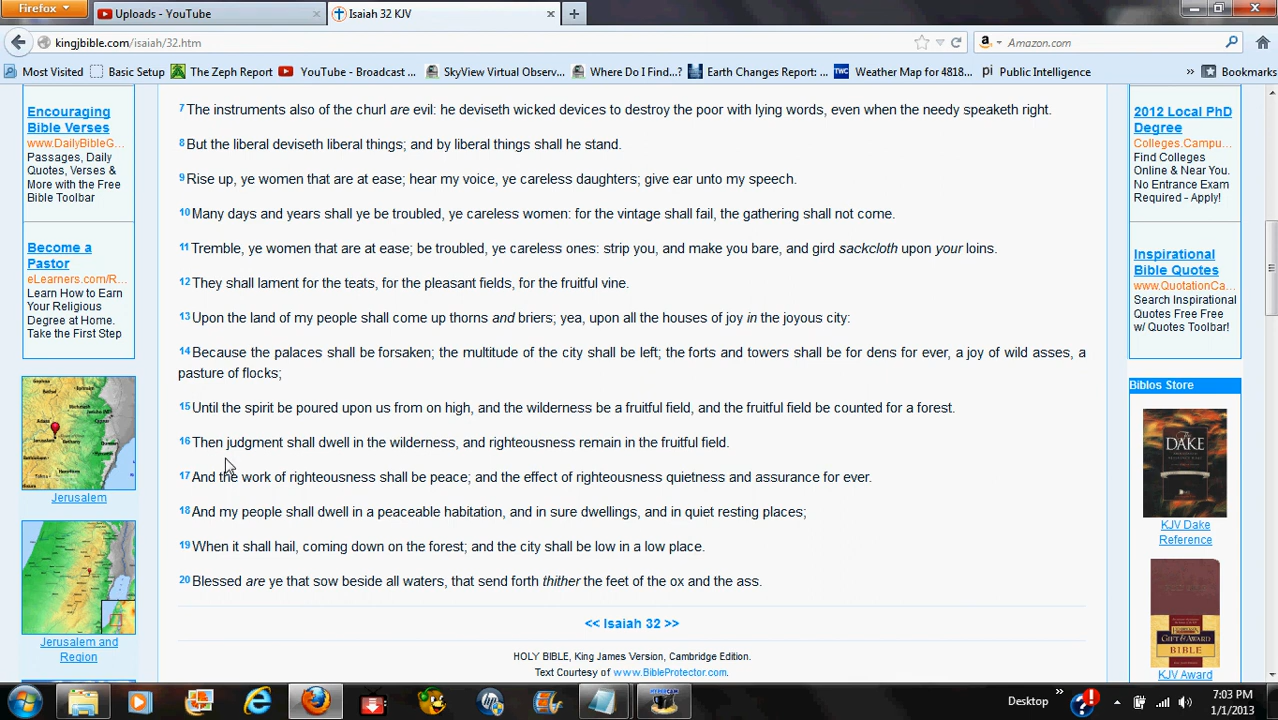 Firefox
Uploads - YouTube
Isaiah 32 KJV
kingjbible.com/isaiah/32.htm
Amazon.com
Most Visited
Basic Setup
The Zeph Report
YouTube - Broadcast ...
SkyView Virtual Observ...
Where Do I Find...?
Earth Changes Report: ...
TWC
Weather Map for 4818...
pi
Public Intelligence
»
Bookmarks
Encouraging
Bible Verses
www.DailyBibleG...
Passages, Daily
Quotes, Verses &
More with the Free
Bible Toolbar
Become a
Pastor
eLearners.com/R...
Learn How to Earn
Your Religious
Degree at Home.
Take the First Step
Jerusalem
Jerusalem and
Region
7 The instruments also of the churl are evil: he deviseth wicked devices to destroy the poor with lying words, even when the needy speaketh right.
8 But the liberal deviseth liberal things; and by liberal things shall he stand.
9 Rise up, ye women that are at ease; hear my voice, ye careless daughters; give ear unto my speech.
10 Many days and years shall ye be troubled, ye careless women: for the vintage shall fail, the gathering shall not come.
11 Tremble, ye women that are at ease; be troubled, ye careless ones: strip you, and make you bare, and gird sackcloth upon your loins.
12 They shall lament for the teats, for the pleasant fields, for the fruitful vine.
13 Upon the land of my people shall come up thorns and briers; yea, upon all the houses of joy in the joyous city:
14 Because the palaces shall be forsaken; the multitude of the city shall be left; the forts and towers shall be for dens for ever, a joy of wild asses, a
pasture of flocks;
15 Until the spirit be poured upon us from on high, and the wilderness be a fruitful field, and the fruitful field be counted for a forest.
16 Then judgment shall dwell in the wilderness, and righteousness remain in the fruitful field.
17 And the work of righteousness shall be peace; and the effect of righteousness quietness and assurance for ever.
18 And my people shall dwell in a peaceable habitation, and in sure dwellings, and in quiet resting places;
19 When it shall hail, coming down on the forest; and the city shall be low in a low place.
20 Blessed are ye that sow beside all waters, that send forth thither the feet of the ox and the ass.
<< Isaiah 32 >>
HOLY BIBLE, King James Version, Cambridge Edition.
Text Courtesy of www.BibleProtector.com.
2012 Local PhD
Degree
Colleges.Campu...
Find Colleges
Online & Near You.
No Entrance Exam
Required - Apply!
Inspirational
Bible Quotes
www.QuotationCa...
Search Inspirational
Quotes Free Free
w/ Quotes Toolbar!
Biblos Store
THE
DAKE
KJV Dake
Reference
GIFT & AWARD
BIBLE
KJV Award
Desktop
»
7:03 PM
1/1/2013